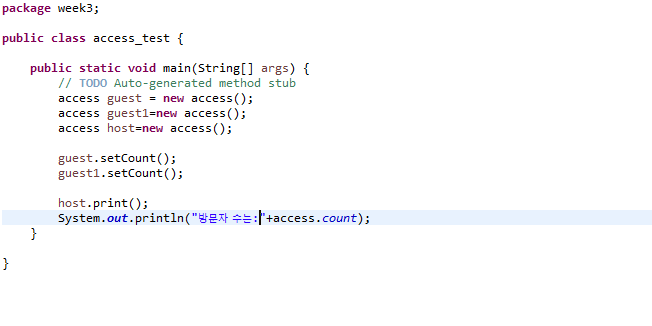 package week3;
public class access_test {
public static void main(String[] args) {
// TODO Auto-generated method stub
access guest = new access();
access guest1=new access();
access host=new access();
guest.setCount();
guest1.setCount();
host.print();
System.out.println("방문자 수는:"+access.count);
}
}